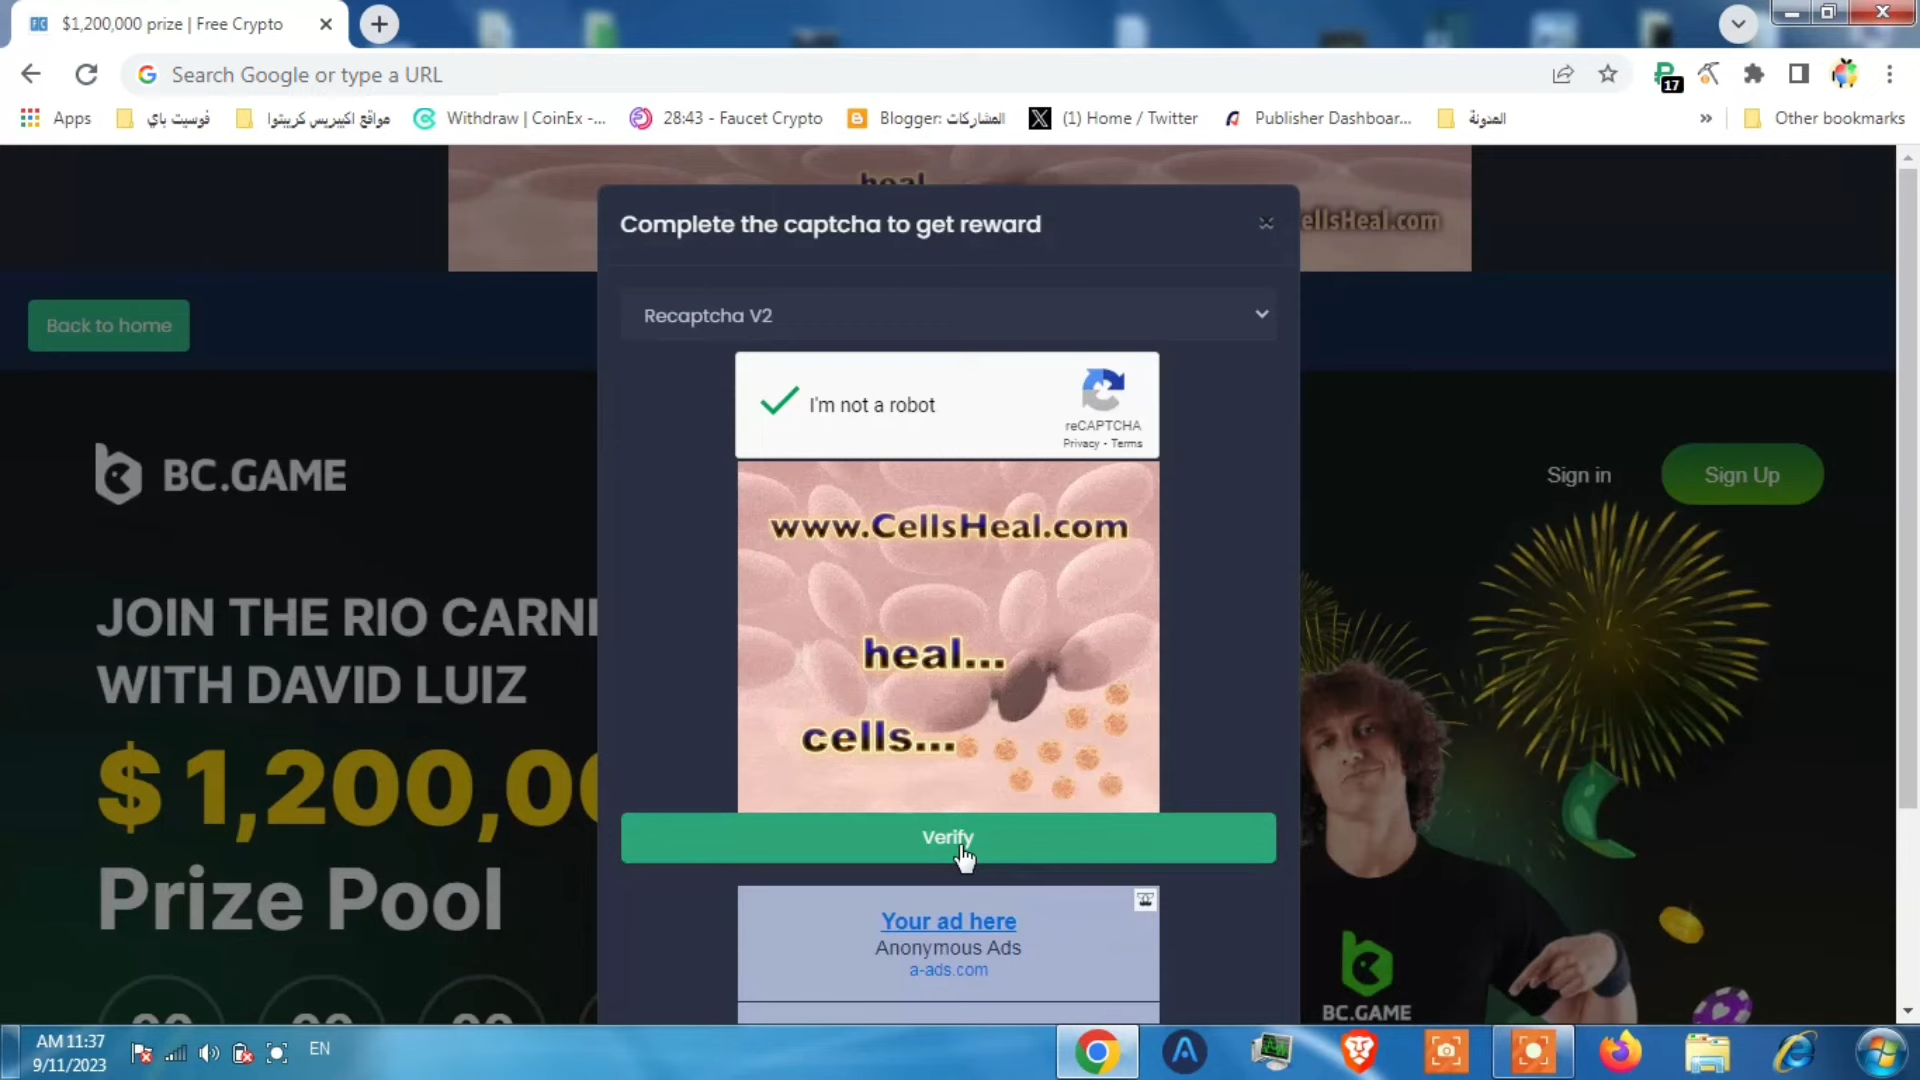 $1,200,000 prize | Free Crypto
Search Google or type a URL
17
Apps
فوسيت باي
مواقع اكبيريس كريبتوا
Withdraw | CoinEx -...
28:43 - Faucet Crypto
Blogger: المشاركات
(1) Home / Twitter
Publisher Dashboar...
المدونة
»
Other bookmarks
heal
ellsHeal.com
Complete the captcha to get reward
Back to home
Recaptcha V2
I'm not a robot
reCAPTCHA
Privacy - Terms
BC.GAME
Sign in
Sign Up
www.CellsHeal.com
JOIN THE RIO CARNI
WITH DAVID LUIZ
heal...
cells...
$1,200,00
Verify
Prize Pool
Your ad here
Anonymous Ads
a-ads.com
BC.GAME
AM 11:37
9/11/2023
EN